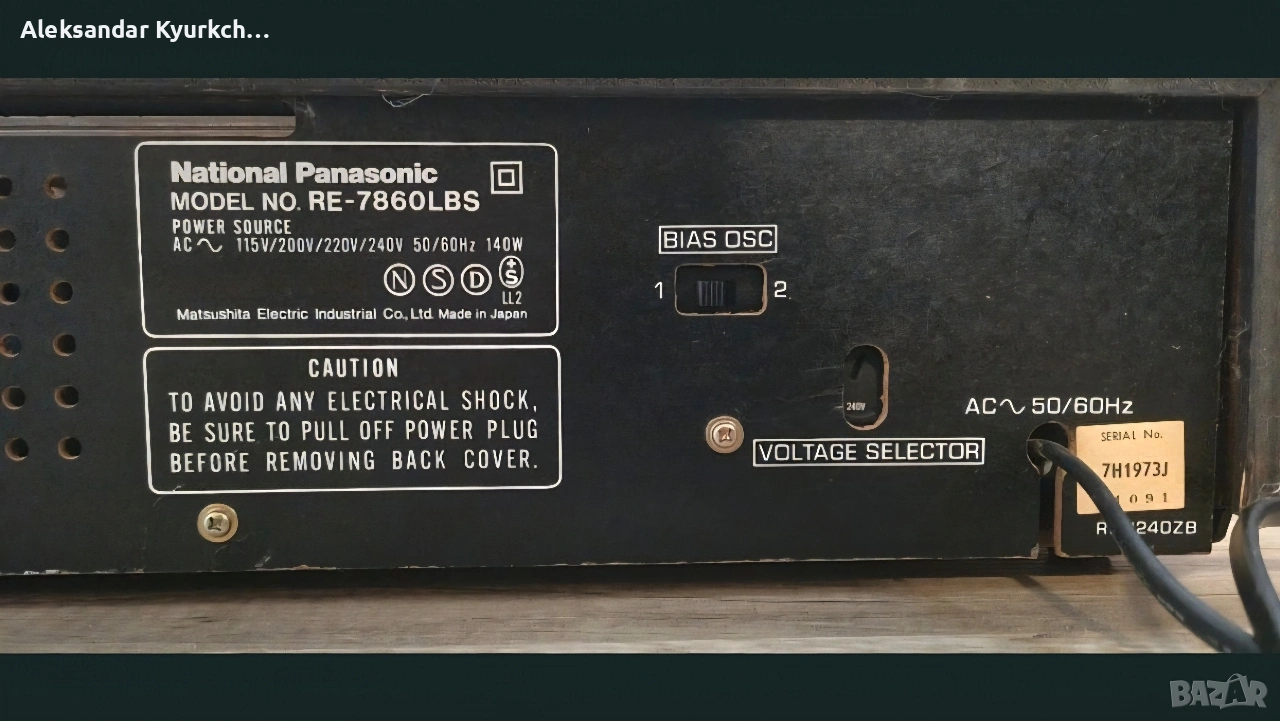 Aleksandar Kyurkch...
National Panasonic
MODEL NO. RE-7860LBS
POWER SOURCE
AC 115V/200V/220V/240V 50/60Hz 140W
N S D +S
LL2
Matsushita Electric Industrial Co., Ltd. Made in Japan
CAUTION
TO AVOID ANY ELECTRICAL SHOCK,
BE SURE TO PULL OFF POWER PLUG
BEFORE REMOVING BACK COVER.
BIAS OSC
1 2
240V
VOLTAGE SELECTOR
AC 50/60Hz
SERIAL No.
7H1973J
091
240ZB
BAZAR